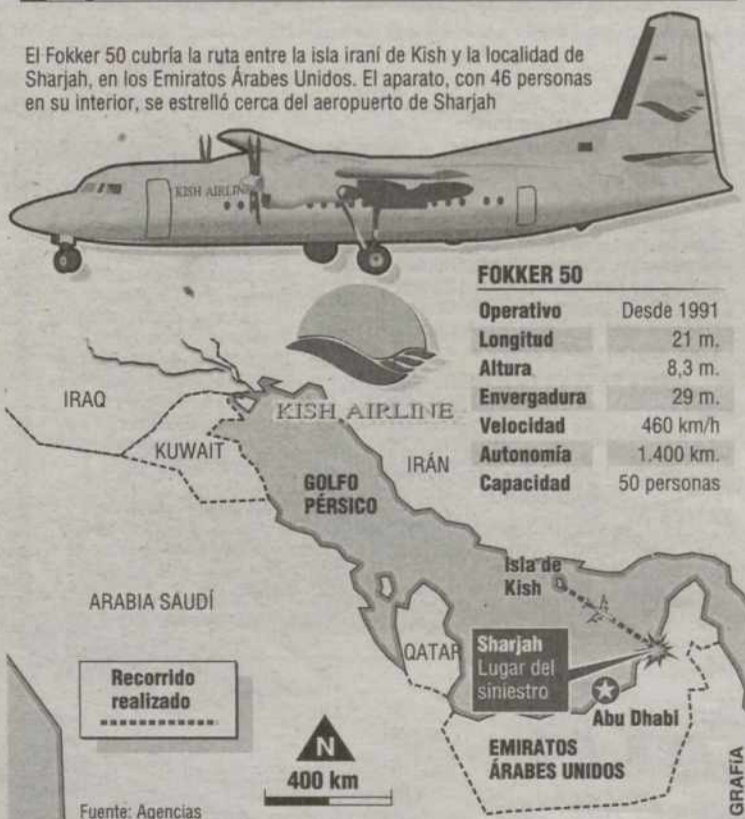 El Fokker 50 cubría la ruta entre la isla iraní de Kish y la localidad de
Sharjah, en los Emiratos Árabes Unidos. El aparato, con 46 personas
en su interior, se estrelló cerca del aeropuerto de Sharjah
KISH AIRLINE
FOKKER 50
Operativo Desde 1991
Longitud 21 m.
Altura 8,3 m.
Envergadura 29 m.
Velocidad 460 km/h
Autonomía 1.400 km.
Capacidad 50 personas
KISH AIRLINE
IRAQ
KUWAIT
IRÁN
GOLFO
PÉRSICO
Isla de
Kish
ARABIA SAUDÍ
QATAR
Sharjah
Lugar del
siniestro
Abu Dhabi
EMIRATOS
ÁRABES UNIDOS
Recorrido
realizado
N
400 km
Fuente: Agencias
GRAFÍA